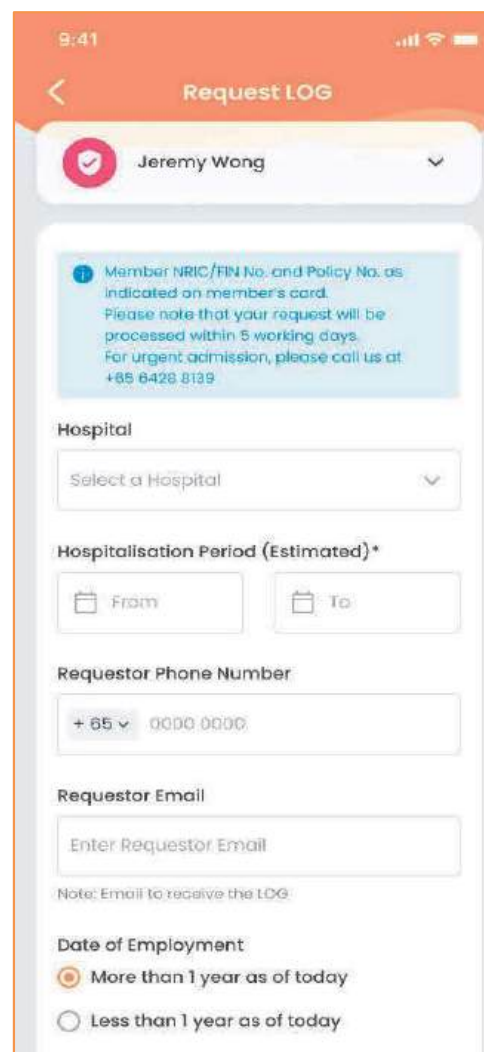 9:41
Request LOG
Jeremy Wong
Member NRIC/FIN No. and Policy No. as
indicated on member's card.
Please note that your request will be
processed within 5 working days.
For urgent admission, please call us at
+65 6428 8139
Hospital
Select a Hospital
Hospitalisation Period (Estimated)*
From To
Requestor Phone Number
+ 65 0000 0000
Requestor Email
Enter Requestor Email
Note: Email to receive the LOG
Date of Employment
More than 1 year as of today
Less than 1 year as of today